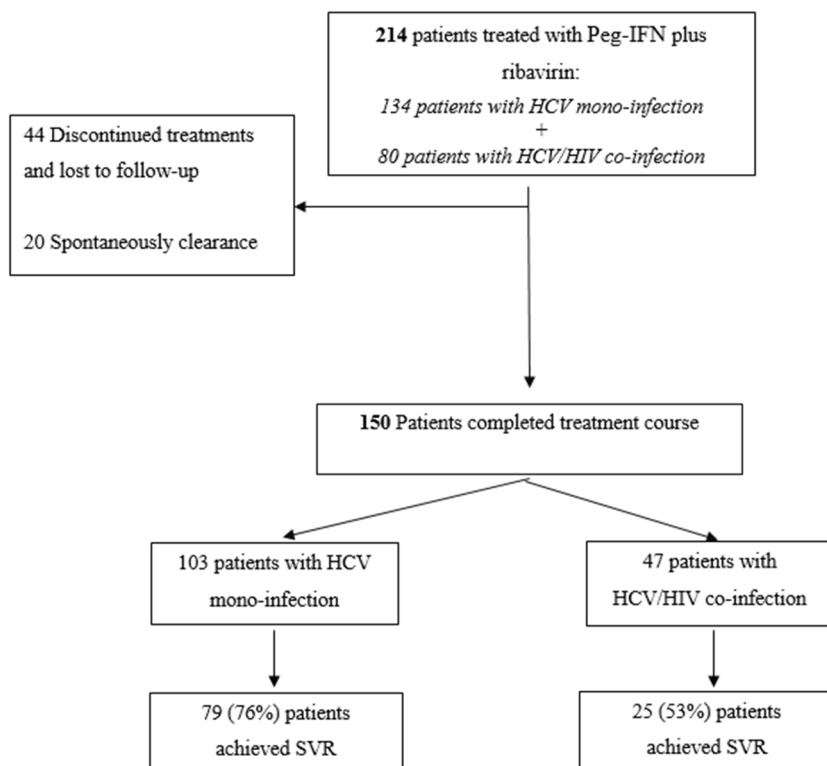 214 patients treated with Peg-IFN plus
ribavirin:
134 patients with HCV mono-infection
+
80 patients with HCV/HIV co-infection
44 Discontinued treatments
and lost to follow-up
20 Spontaneously clearance
150 Patients completed treatment course
103 patients with HCV
mono-infection
47 patients with
HCV/HIV co-infection
79 (76%) patients
achieved SVR
25 (53%) patients
achieved SVR